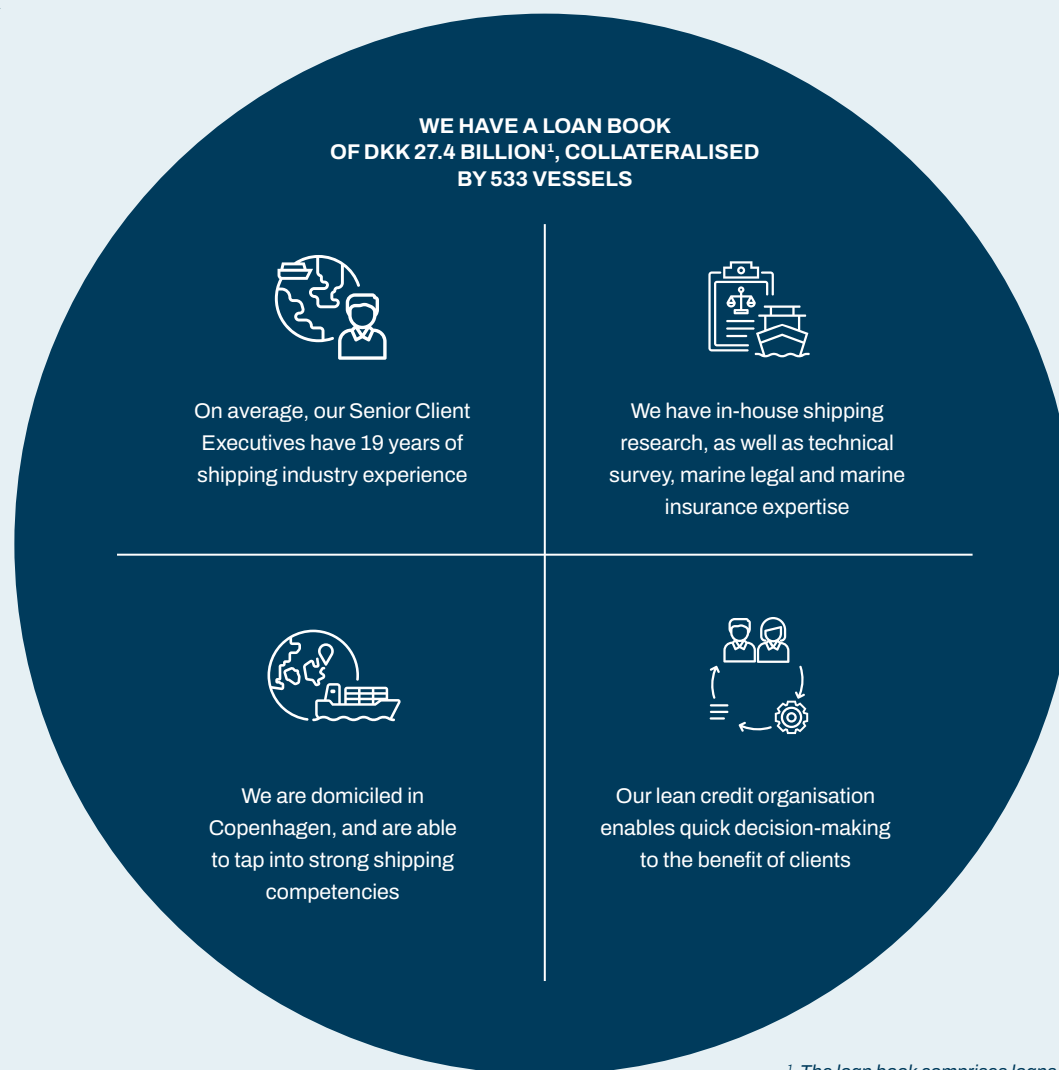 WE HAVE A LOAN BOOK
OF DKK 27.4 BILLION¹, COLLATERALISED
BY 533 VESSELS
On average, our Senior Client
Executives have 19 years of
shipping industry experience
We have in-house shipping
research, as well as technical
survey, marine legal and marine
insurance expertise
We are domiciled in
Copenhagen, and are able
to tap into strong shipping
competencies
Our lean credit organisation
enables quick decision-making
to the benefit of clients
¹ The loan book comprises loans